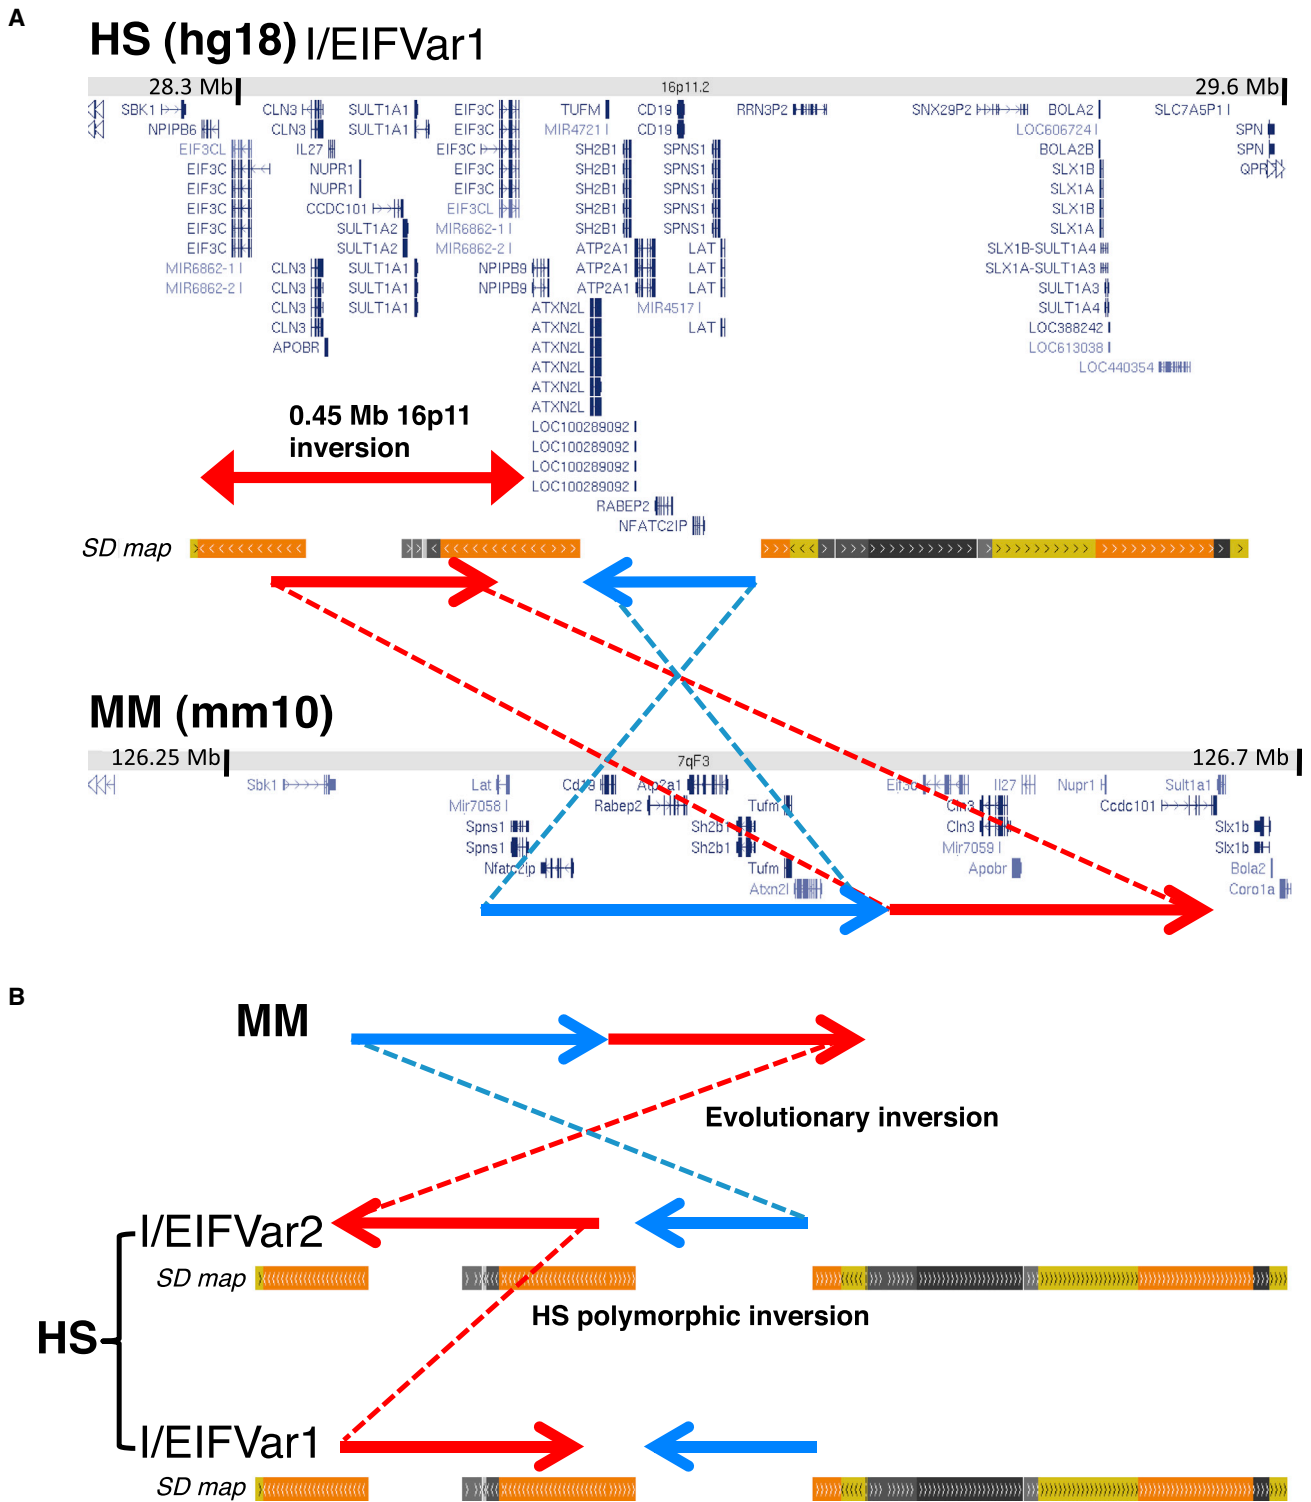 A
HS (hg18) I/EIFVar1
28.3 Mb 16p11.2 29.6 Mb
SBK1 CLN3 SULT1A1 EIF3C TUFM CD19 RRN3P2 SNX29P2 BOLA2 SLC7A5P1
NPIPB6 CLN3 SULT1A1 EIF3C MIR4721 CD19 LOC606724 SPN
EIF3CL IL27 EIF3C SH2B1 SPNS1 BOLA2B SPN
EIF3C NUPR1 EIF3C SH2B1 SPNS1 SLX1B QPR
EIF3C NUPR1 EIF3C SH2B1 SPNS1 SLX1A
EIF3C CCDC101 EIF3CL SH2B1 SPNS1 SLX1B
EIF3C SULT1A2 MIR6862-1 SH2B1 SPNS1 SLX1A
EIF3C SULT1A2 MIR6862-2 ATP2A1 LAT SLX1B-SULT1A4
MIR6862-1 CLN3 SULT1A1 NPIPB9 ATP2A1 LAT SLX1A-SULT1A3
MIR6862-2 CLN3 SULT1A1 NPIPB9 ATP2A1 LAT SULT1A3
CLN3 SULT1A1 ATXN2L MIR4517 SULT1A4
CLN3 ATXN2L LAT LOC388242
APOBR ATXN2L LOC613038
ATXN2L LOC440354
ATXN2L
ATXN2L
0.45 Mb 16p11
inversion
LOC100289092
LOC100289092
LOC100289092
LOC100289092
RABEP2
NFATC2IP
SD map
MM (mm10)
126.25 Mb 7qF3 126.7 Mb
Sbk1 Lat Cd19 Atp2a1 Eif3c Il27 Nupr1 Sult1a1
Mir7058 Rabep2 Tufm Cln3 Ccdc101
Spns1 Sh2b1 Cln3 Slx1b
Spns1 Sh2b1 Mir7059 Slx1b
Nfatc2ip Tufm Apobr Bola2
Atxn2l Coro1a
B
MM
Evolutionary inversion
I/EIFVar2
SD map
HS polymorphic inversion
HS
I/EIFVar1
SD map